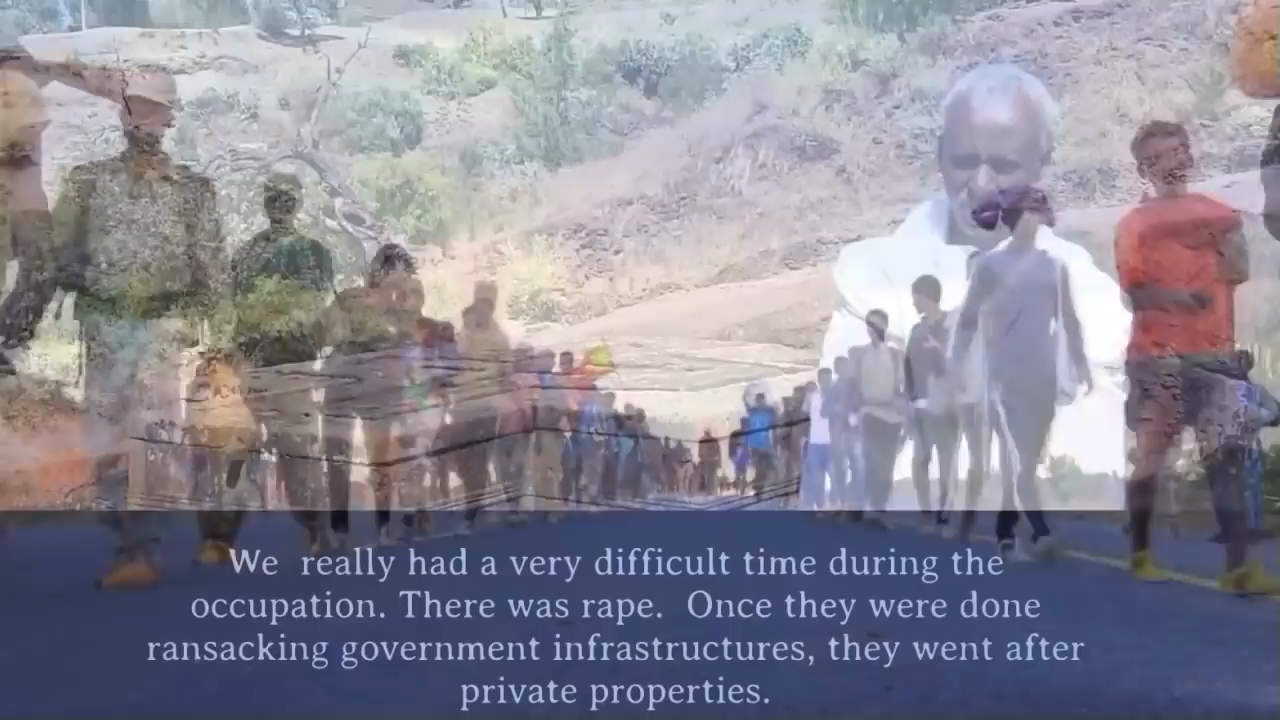 We  really had a very difficult time during the
occupation. There was rape.  Once they were done
ransacking government infrastructures, they went after
private properties.